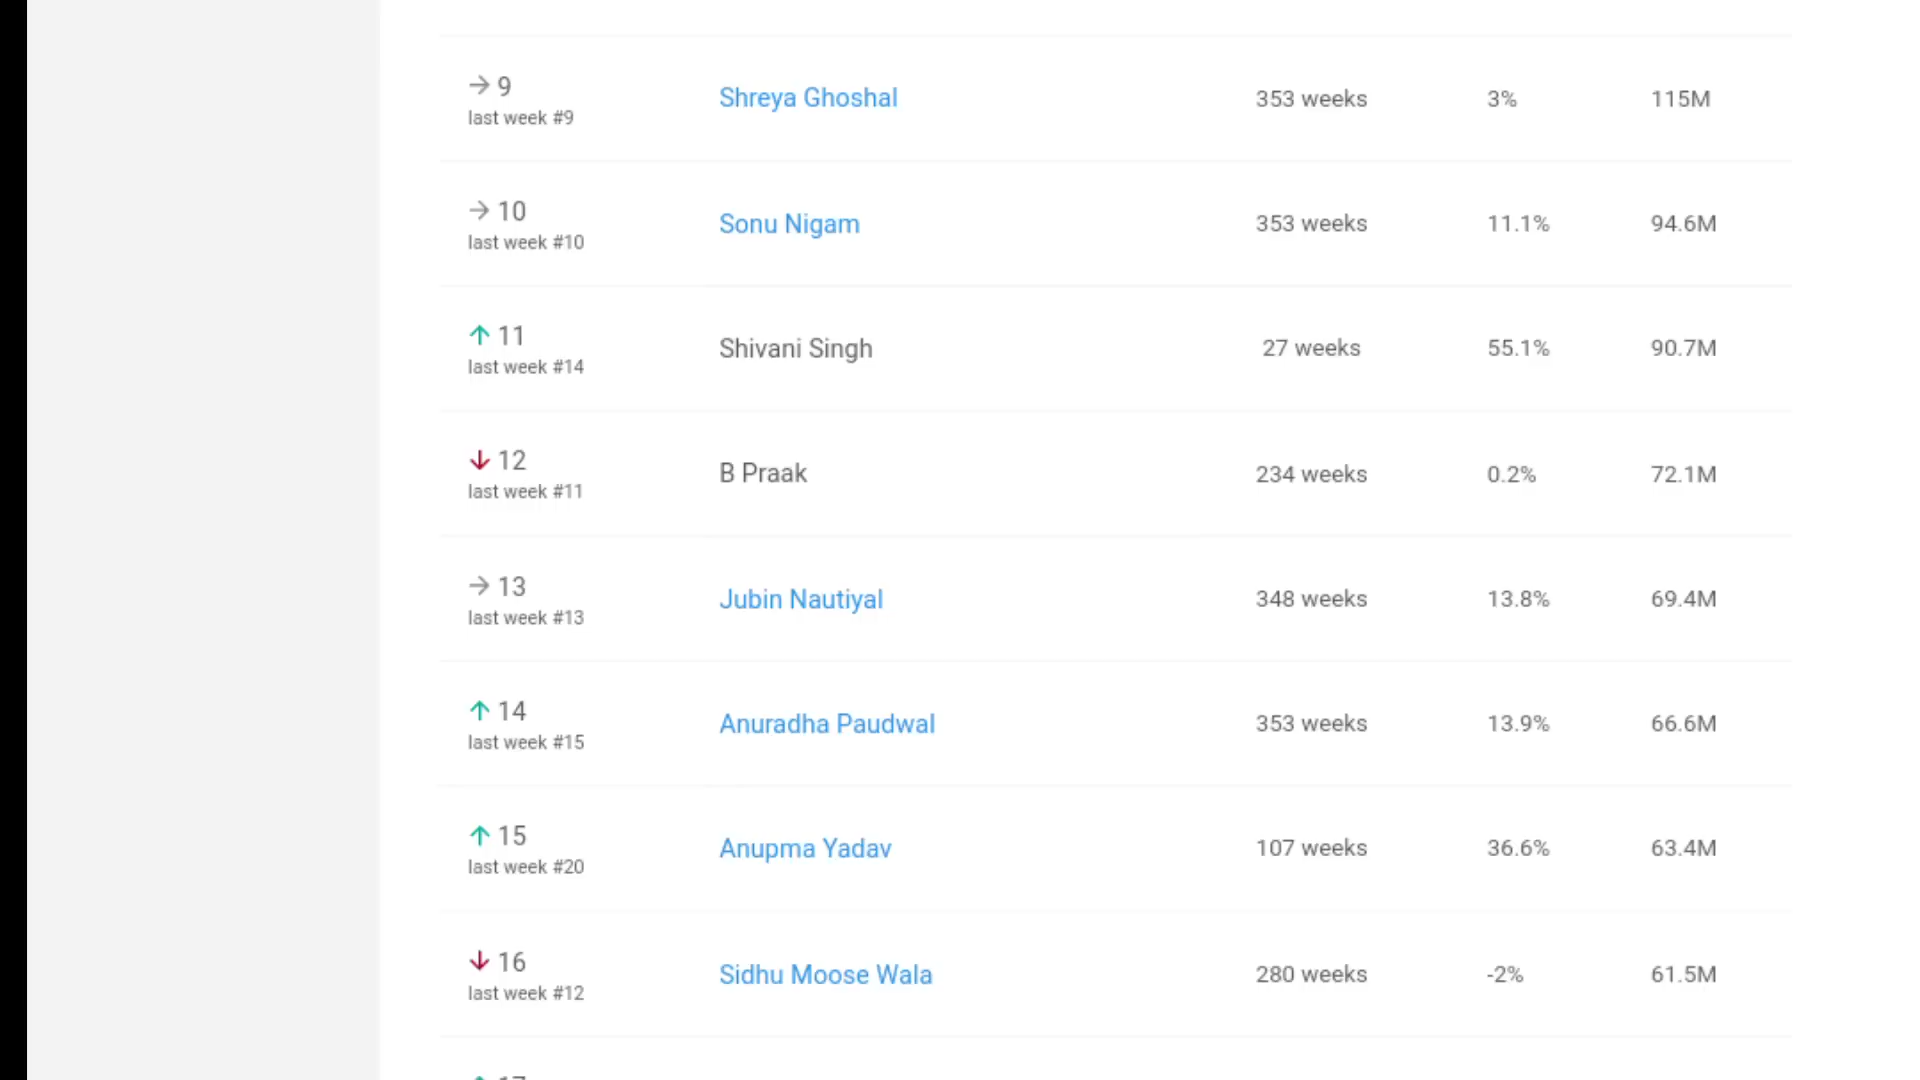 9
last week #9
Shreya Ghoshal
353 weeks
3%
115M
10
last week #10
Sonu Nigam
353 weeks
11.1%
94.6M
11
last week #14
Shivani Singh
27 weeks
55.1%
90.7M
12
last week #11
B Praak
234 weeks
0.2%
72.1M
13
last week #13
Jubin Nautiyal
348 weeks
13.8%
69.4M
14
last week #15
Anuradha Paudwal
353 weeks
13.9%
66.6M
15
last week #20
Anupma Yadav
107 weeks
36.6%
63.4M
16
last week #12
Sidhu Moose Wala
280 weeks
-2%
61.5M